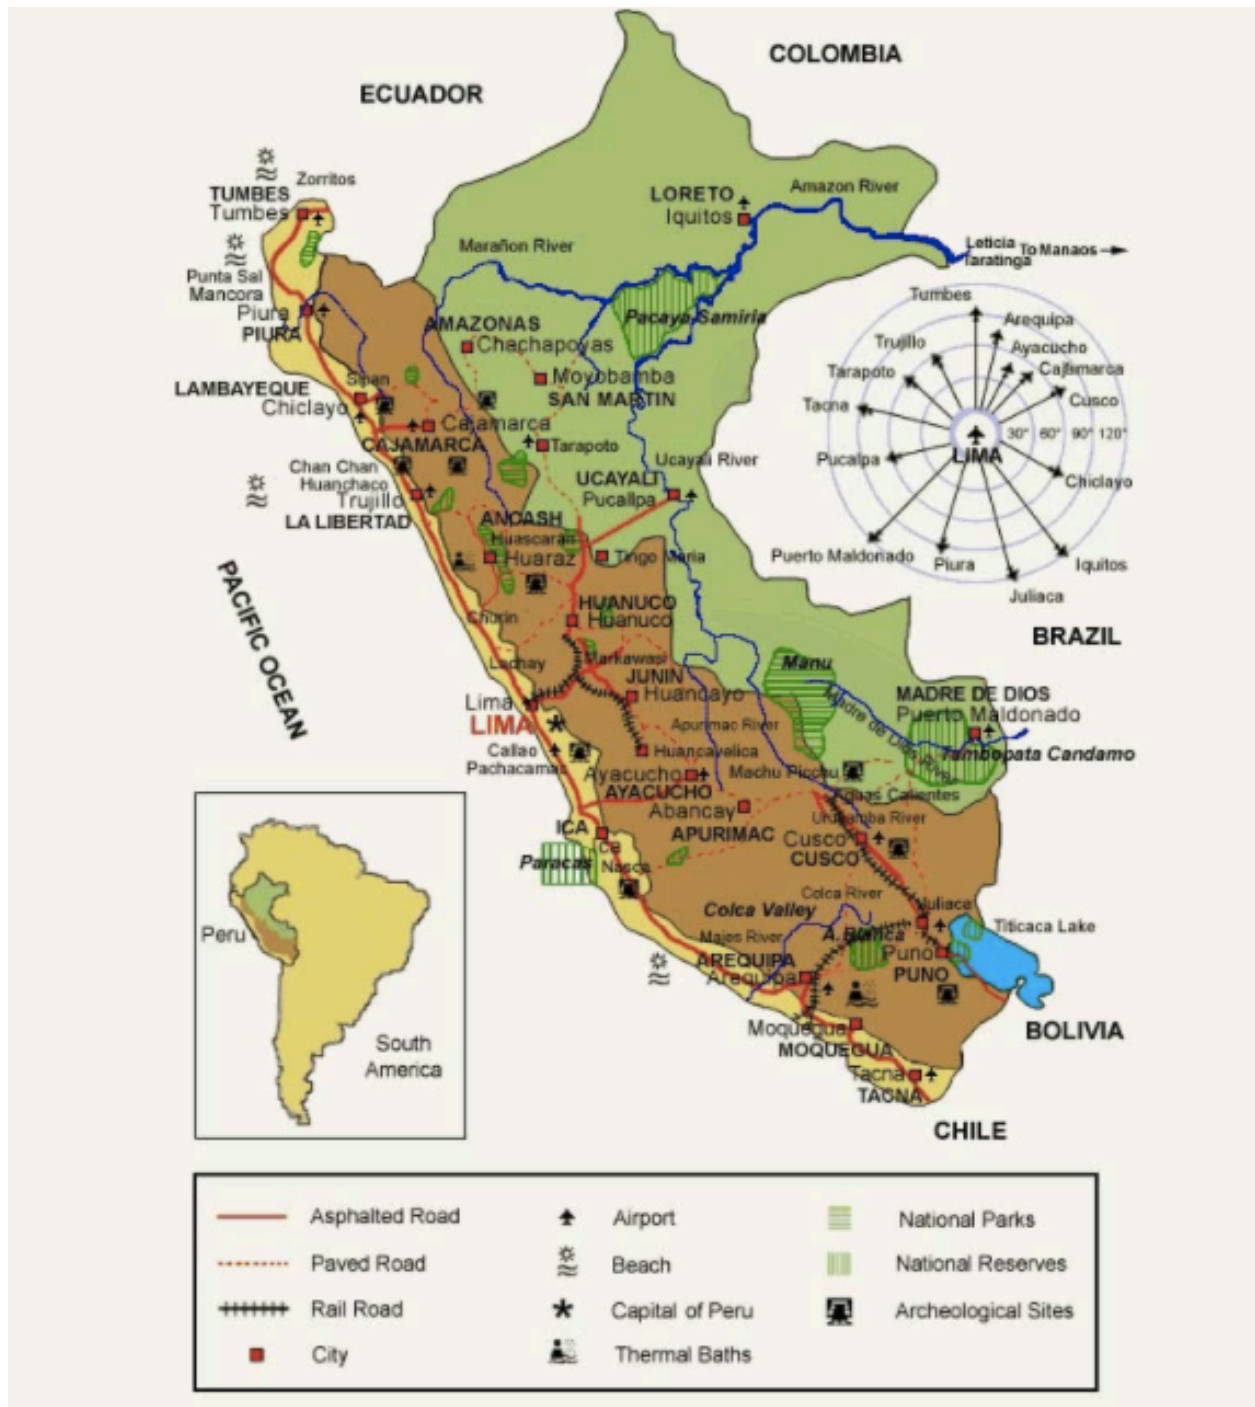 COLOMBIA
ECUADOR
Zorritos
TUMBES
Tumbes
LORETO
Iquitos
Amazon River
Marañon River
Leticia
Taratinga
To Manaos
Punta Sal
Mancora
Piura
PIURA
Pacaya-Samiria
AMAZONAS
Chachapoyas
Moyobamba
SAN MARTIN
Sipan
LAMBAYEQUE
Chiclayo
Cajamarca
CAJAMARCA
Tarapoto
Chan Chan
Huanchaco
Trujillo
LA LIBERTAD
Ucayali River
UCAYALI
Pucallpa
ANCASH
Huascaran
Huaraz
Tingo Maria
HUANUCO
Huanuco
Churin
Lachay
Markawasi
JUNIN
Huancayo
Lima
LIMA
Callao
Pachacamac
Apurimac River
Huancavelica
Ayacucho
AYACUCHO
Machu Picchu
Abancay
APURIMAC
Aguas Calientes
Urubamba River
Cusco
CUSCO
Manu
Madre de Dios River
MADRE DE DIOS
Puerto Maldonado
Tambopata Candamo
ICA
Ica
Paracas
Nasca
Colca River
Colca Valley
Majes River
A.Blanca
AREQUIPA
Arequipa
Juliaca
Titicaca Lake
Puno
PUNO
Moquegua
MOQUEGUA
Tacna
TACNA
PACIFIC OCEAN
BRAZIL
BOLIVIA
CHILE
Tumbes
Arequipa
Ayacucho
Cajamarca
Cusco
Trujillo
Tarapoto
Tacna
Pucalpa
30° 60° 90° 120°
LIMA
Chiclayo
Puerto Maldonado
Piura
Iquitos
Juliaca
Peru
South
America
Asphalted Road
Paved Road
Rail Road
City
Airport
Beach
Capital of Peru
Thermal Baths
National Parks
National Reserves
Archeological Sites